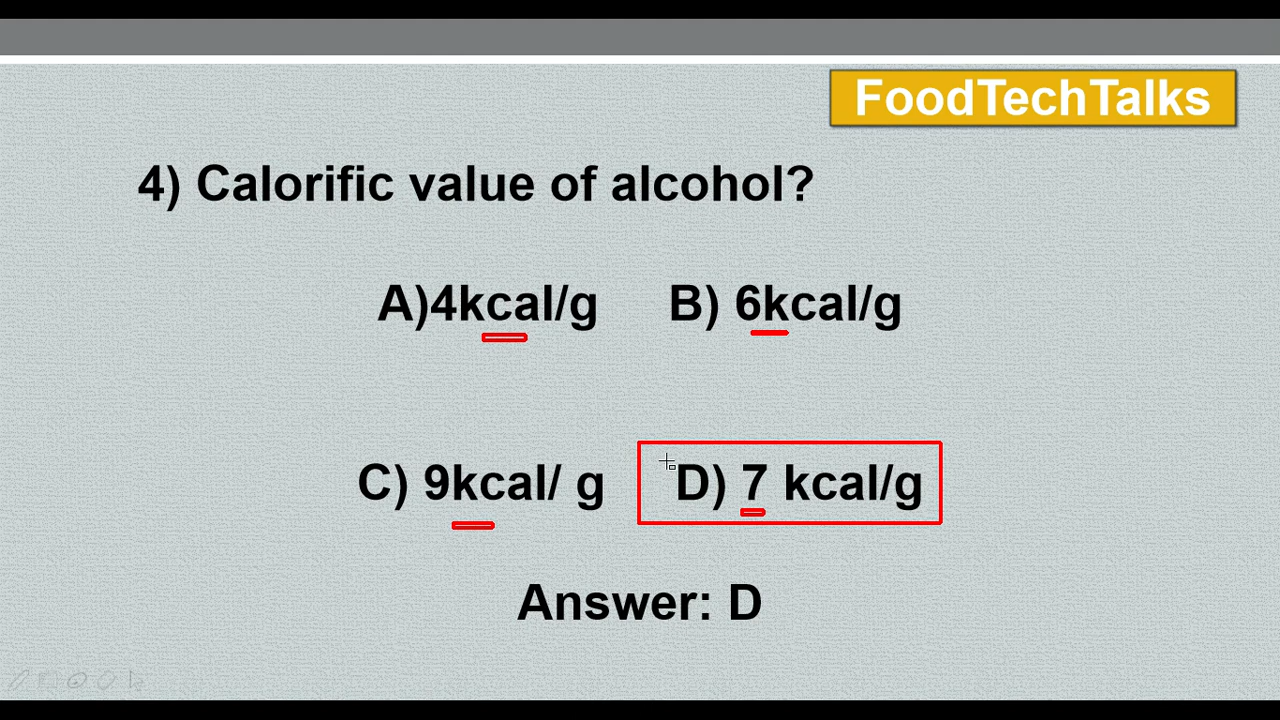 FoodTechTalks
4) Calorific value of alcohol?
A)4kcal/g B) 6kcal/g
C) 9kcal/ g D) 7 kcal/g
Answer: D